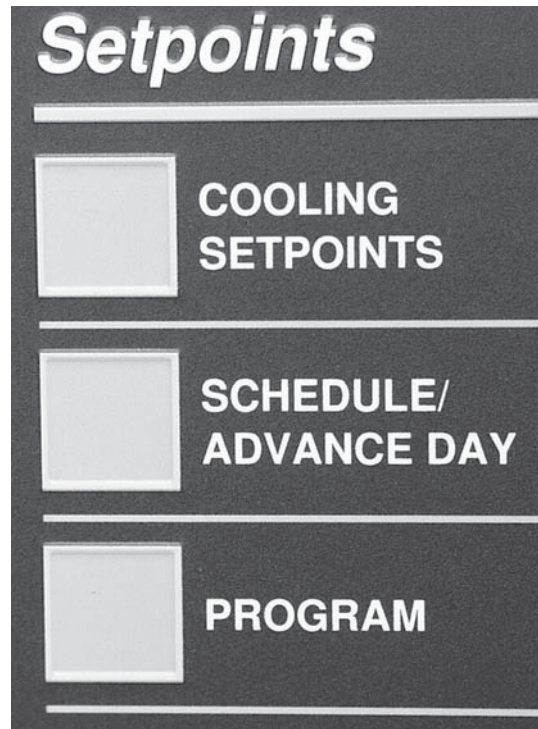 Setpoints
COOLING
SETPOINTS
SCHEDULE/
ADVANCE DAY
PROGRAM